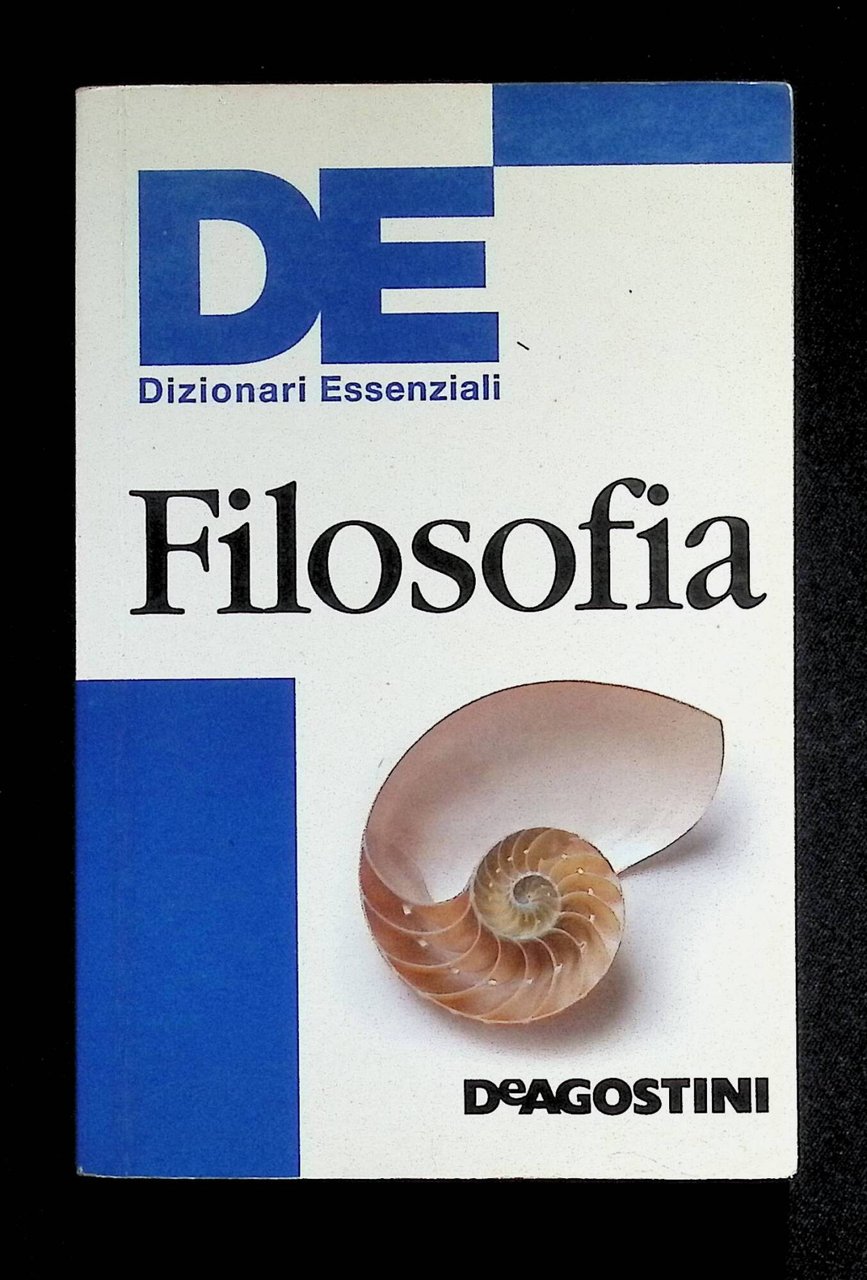 DE
Dizionari Essenziali
Filosofia
DeAGOSTINI